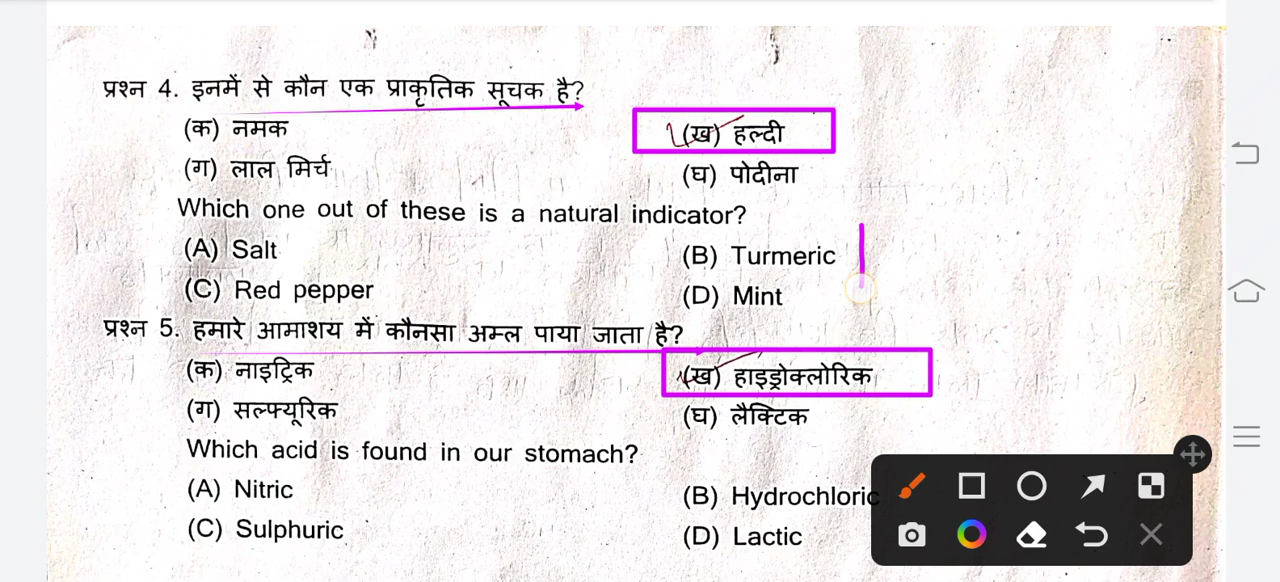 प्रश्न 4. इनमें से कौन एक प्राकृतिक सूचक है?
(क) नमक (ख) हल्दी
(ग) लाल मिर्च (घ) पोदीना
Which one out of these is a natural indicator?
(A) Salt (B) Turmeric
(C) Red pepper (D) Mint
प्रश्न 5. हमारे आमाशय में कौनसा अम्ल पाया जाता है?
(क) नाइट्रिक (ख) हाइड्रोक्लोरिक
(ग) सल्फ्यूरिक (घ) लैक्टिक
Which acid is found in our stomach?
(A) Nitric (B) Hydrochloric
(C) Sulphuric (D) Lactic